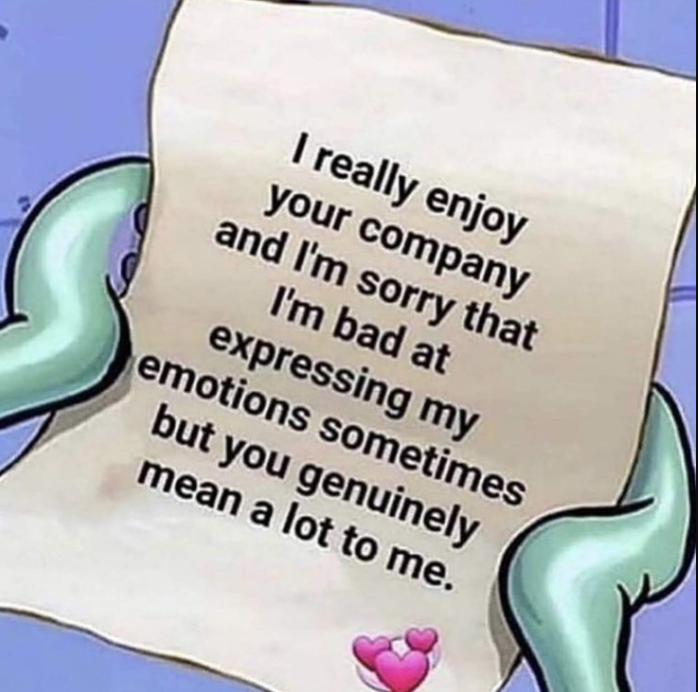 I really enjoy
your company
and I'm sorry that
I'm bad at
expressing my
emotions sometimes
but you genuinely
mean a lot to me.